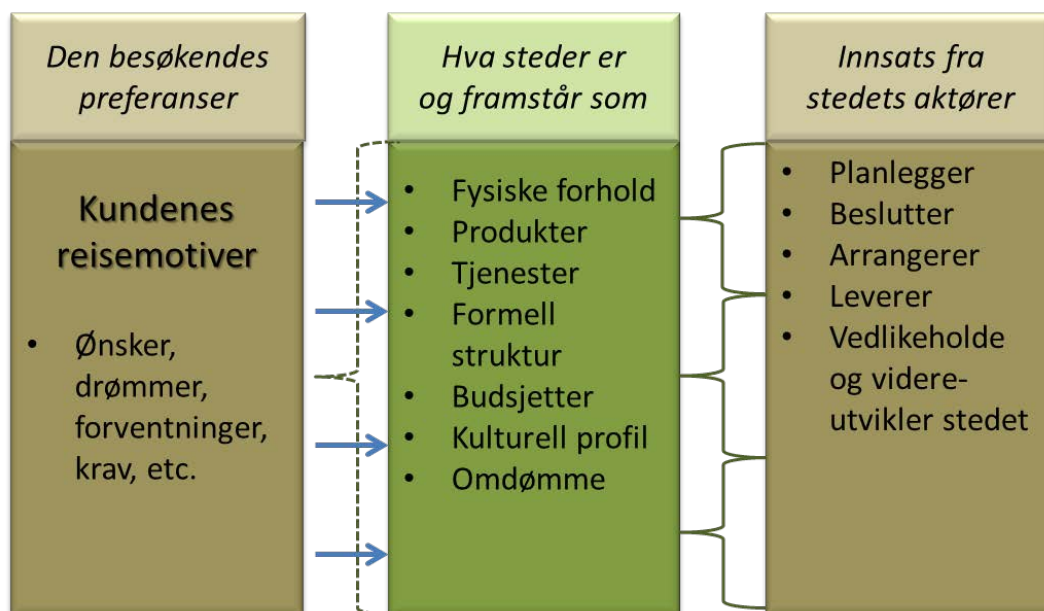 Den besøkendes
preferanser
Kundenes
reisemotiver
• Ønsker,
drømmer,
forventninger,
krav, etc.
Hva steder er
og framstår som
• Fysiske forhold
• Produkter
• Tjenester
• Formell
struktur
• Budsjetter
• Kulturell profil
• Omdømme
Innsats fra
stedets aktører
• Planlegger
• Beslutter
• Arrangerer
• Leverer
• Vedlikeholde
og videre-
utvikler stedet